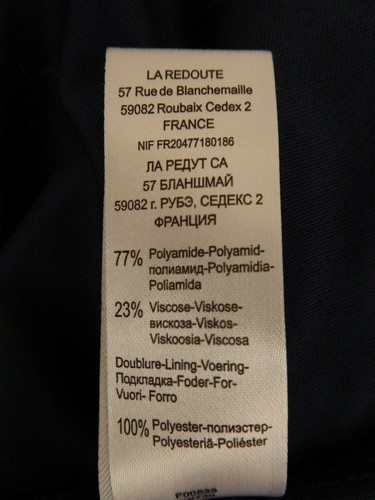 LA REDOUTE
57 Rue de Blanchemaille
59082 Roubaix Cedex 2
FRANCE
NIF FR20477180186
ЛА РЕДУТ СА
57 БЛАНШМАЙ
59082 г. РУБЭ, СЕДЕКС 2
ФРАНЦИЯ
77% Polyamide-Polyamid-
полиамид-Polyamidia-
Poliamida
23% Viscose-Viskose-
вискоза-Viskos-
Viskoosia-Viscosa
Doublure-Lining-Voering-
Подкладка-Foder-For-
Vuori- Forro
100% Polyester-полиэстер-
Polyesteriä-Poliéster